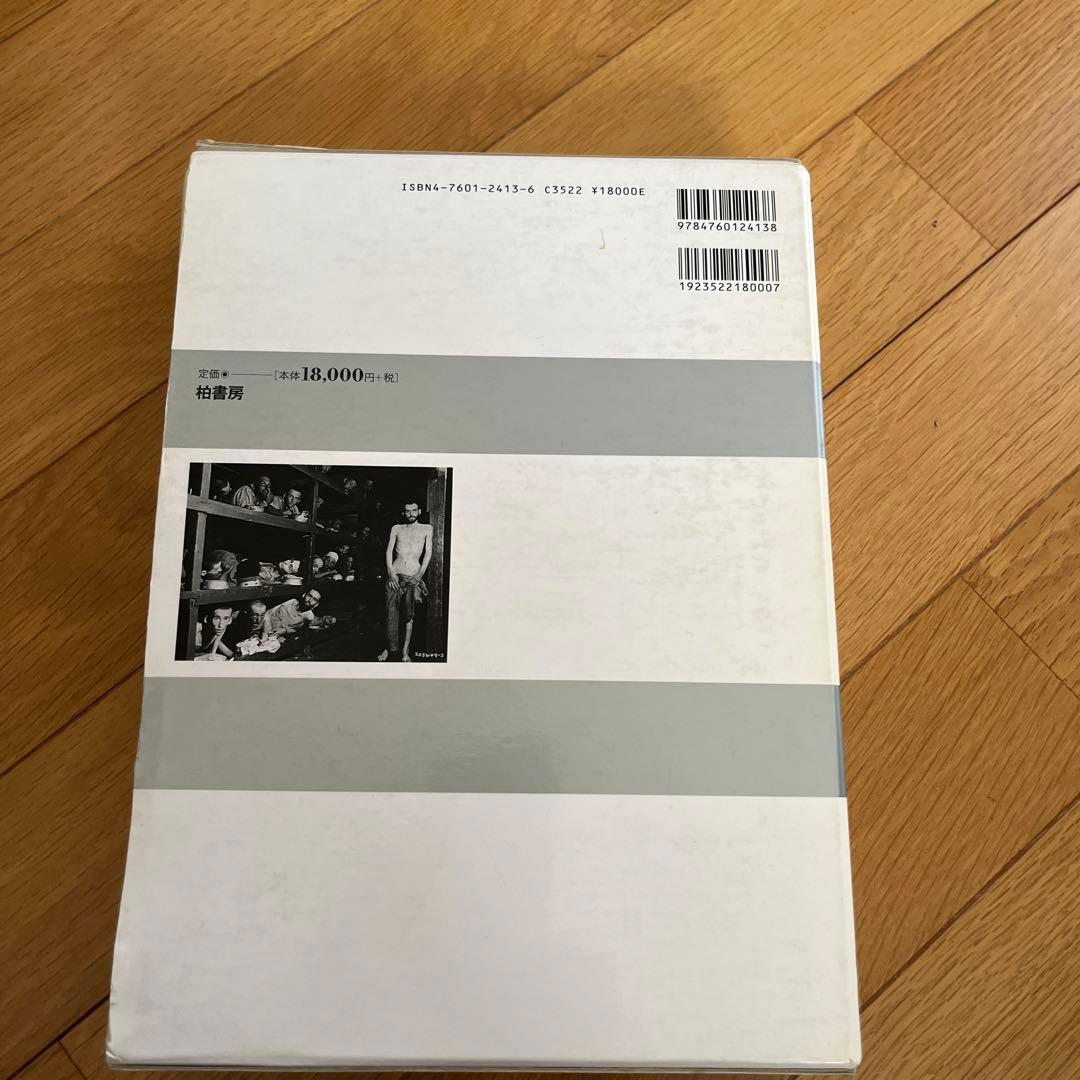 ISBN4-7601-2413-6 C3522 ¥18000E
9784760124138
1923522180007
定価◉———[本体18,000円+税]
柏書房